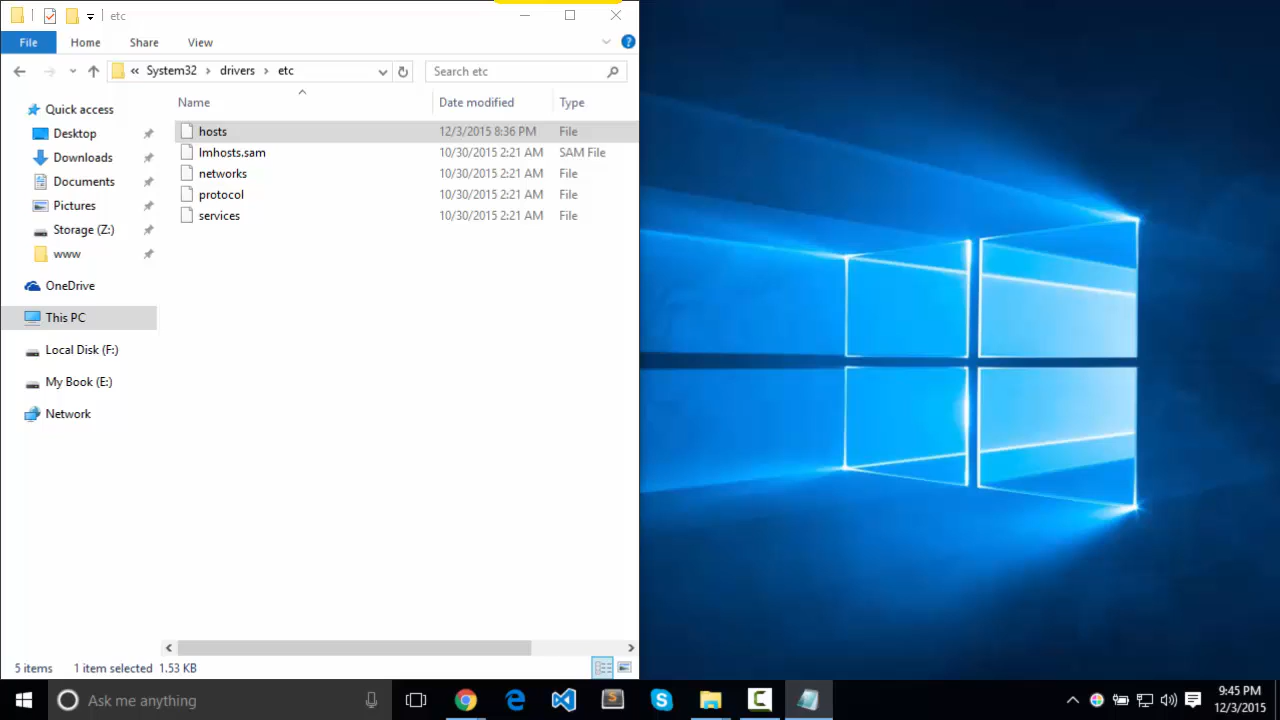 etc
File Home Share View
« System32 > drivers > etc
Search etc
Name Date modified Type
Quick access
Desktop
Downloads
Documents
Pictures
Storage (Z:)
www
OneDrive
This PC
Local Disk (F:)
My Book (E:)
Network
hosts 12/3/2015 8:36 PM File
lmhosts.sam 10/30/2015 2:21 AM SAM File
networks 10/30/2015 2:21 AM File
protocol 10/30/2015 2:21 AM File
services 10/30/2015 2:21 AM File
5 items 1 item selected 1.53 KB
Ask me anything
9:45 PM
12/3/2015